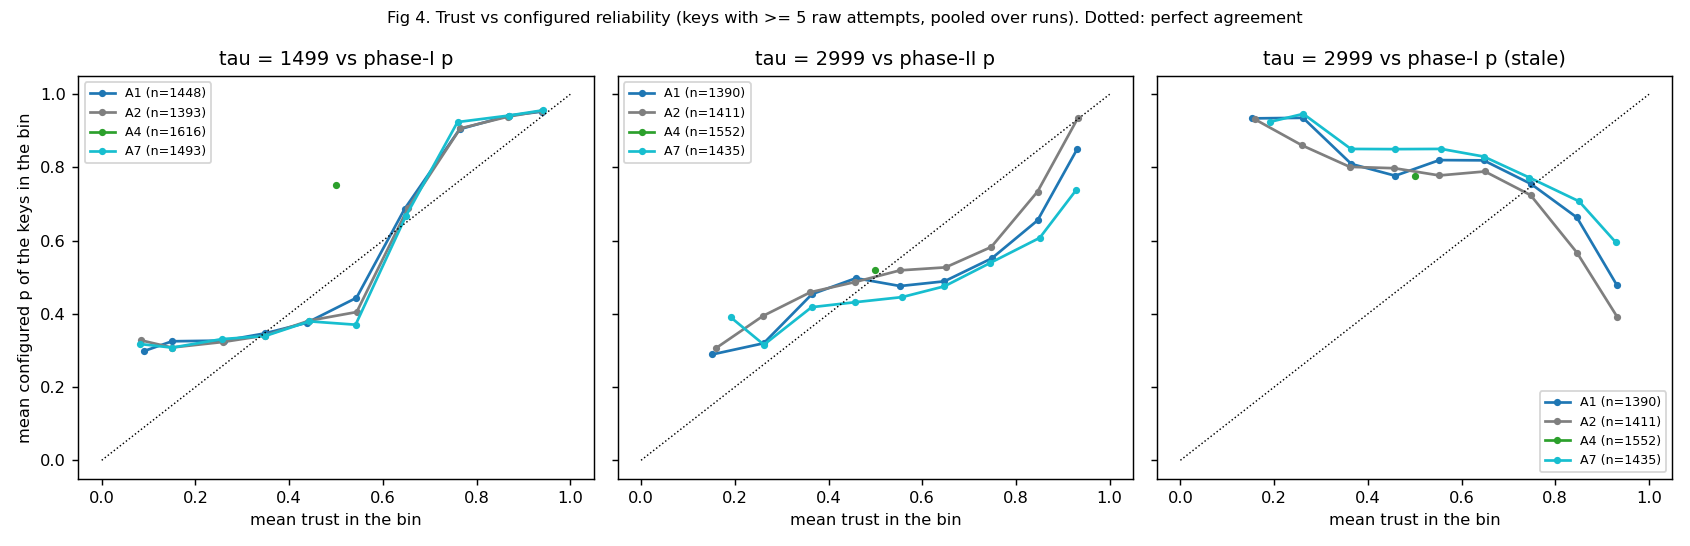 Fig 4. Trust vs configured reliability (keys with >= 5 raw attempts, pooled over runs). Dotted: perfect agreement
tau = 1499 vs phase-I p
mean configured p of the keys in the bin
1.0
0.8
0.6
0.4
0.2
0.0
A1 (n=1448)
A2 (n=1393)
A4 (n=1616)
A7 (n=1493)
0.0 0.2 0.4 0.6 0.8 1.0
mean trust in the bin
tau = 2999 vs phase-II p
A1 (n=1390)
A2 (n=1411)
A4 (n=1552)
A7 (n=1435)
0.0 0.2 0.4 0.6 0.8 1.0
mean trust in the bin
tau = 2999 vs phase-I p (stale)
A1 (n=1390)
A2 (n=1411)
A4 (n=1552)
A7 (n=1435)
0.0 0.2 0.4 0.6 0.8 1.0
mean trust in the bin